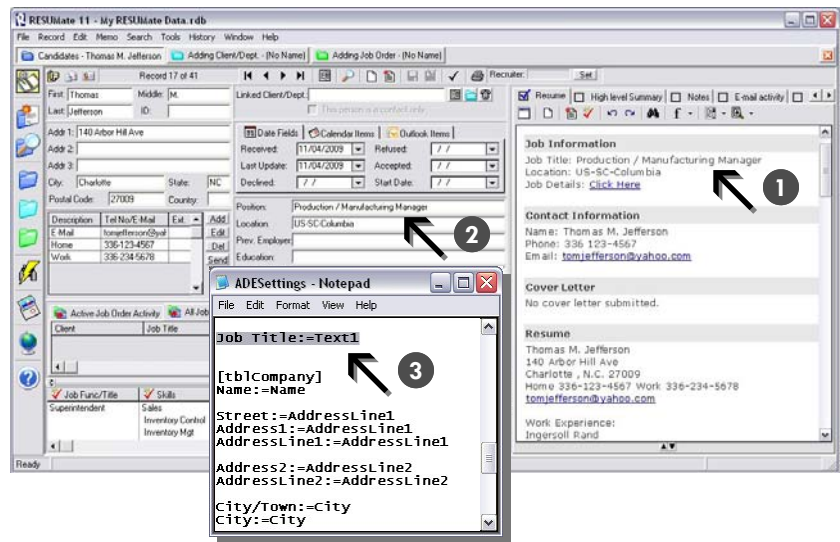 RESUMate 11 - My RESUMate Data.rdb
File Record Edit Memo Search Tools History Window Help
Candidates - Thomas M. Jefferson Adding Client/Dept. - (No Name) Adding Job Order - (No Name)
Record 17 of 41 Recruiter: Set
First: Thomas Middle: M. Linked Client/Dept.:
Last: Jefferson ID: This person is a contact only
Addr 1: 140 Arbor Hill Ave
Addr 2:
Addr 3:
City: Charlotte State: NC
Postal Code: 27009 Country:
Date Fields Calendar Items Outlook Items
Received: 11/04/2009 Refused: / /
Last Update: 11/04/2009 Accepted: / /
Declined: / / Start Date: / /
Description Tel No/E-Mail Ext. Add
E-Mail tomjefferson@yah Edit
Home 336-123-4567 Del
Work 336-234-5678 Send
Position: Production / Manufacturing Manager
Location: US-SC-Columbia
Prev. Employer:
Education:
2
Active Job Order Activity All Job
Client Job Title
Job Func/Title Skills
Superintendent Sales
Inventory Control
Inventory Mgt
Ready
ADESettings - Notepad
File Edit Format View Help
Job Title:=Text1
3
[tblCompany]
Name:=Name
Street:=AddressLine1
Address1:=AddressLine1
AddressLine1:=AddressLine1
Address2:=AddressLine2
AddressLine2:=AddressLine2
City/Town:=City
City:=City
Resume High level Summary Notes E-mail activity
Job Information
Job Title: Production / Manufacturing Manager
Location: US-SC-Columbia
Job Details: Click Here
1
Contact Information
Name: Thomas M. Jefferson
Phone: 336 123-4567
Email: tomjefferson@yahoo.com
Cover Letter
No cover letter submitted.
Resume
Thomas M. Jefferson
140 Arbor Hill Ave
Charlotte , N.C. 27009
Home 336-123-4567 Work 336-234-5678
tomjefferson@yahoo.com
Work Experience:
Ingersoll Rand